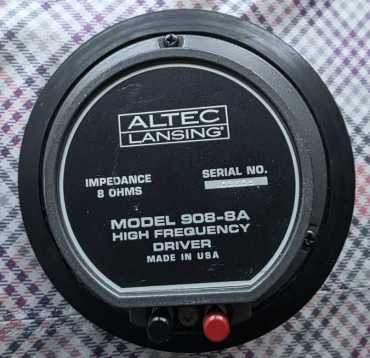 ALTEC
LANSING®
IMPEDANCE
8 OHMS
SERIAL NO.
MODEL 908-8A
HIGH FREQUENCY
DRIVER
MADE IN USA